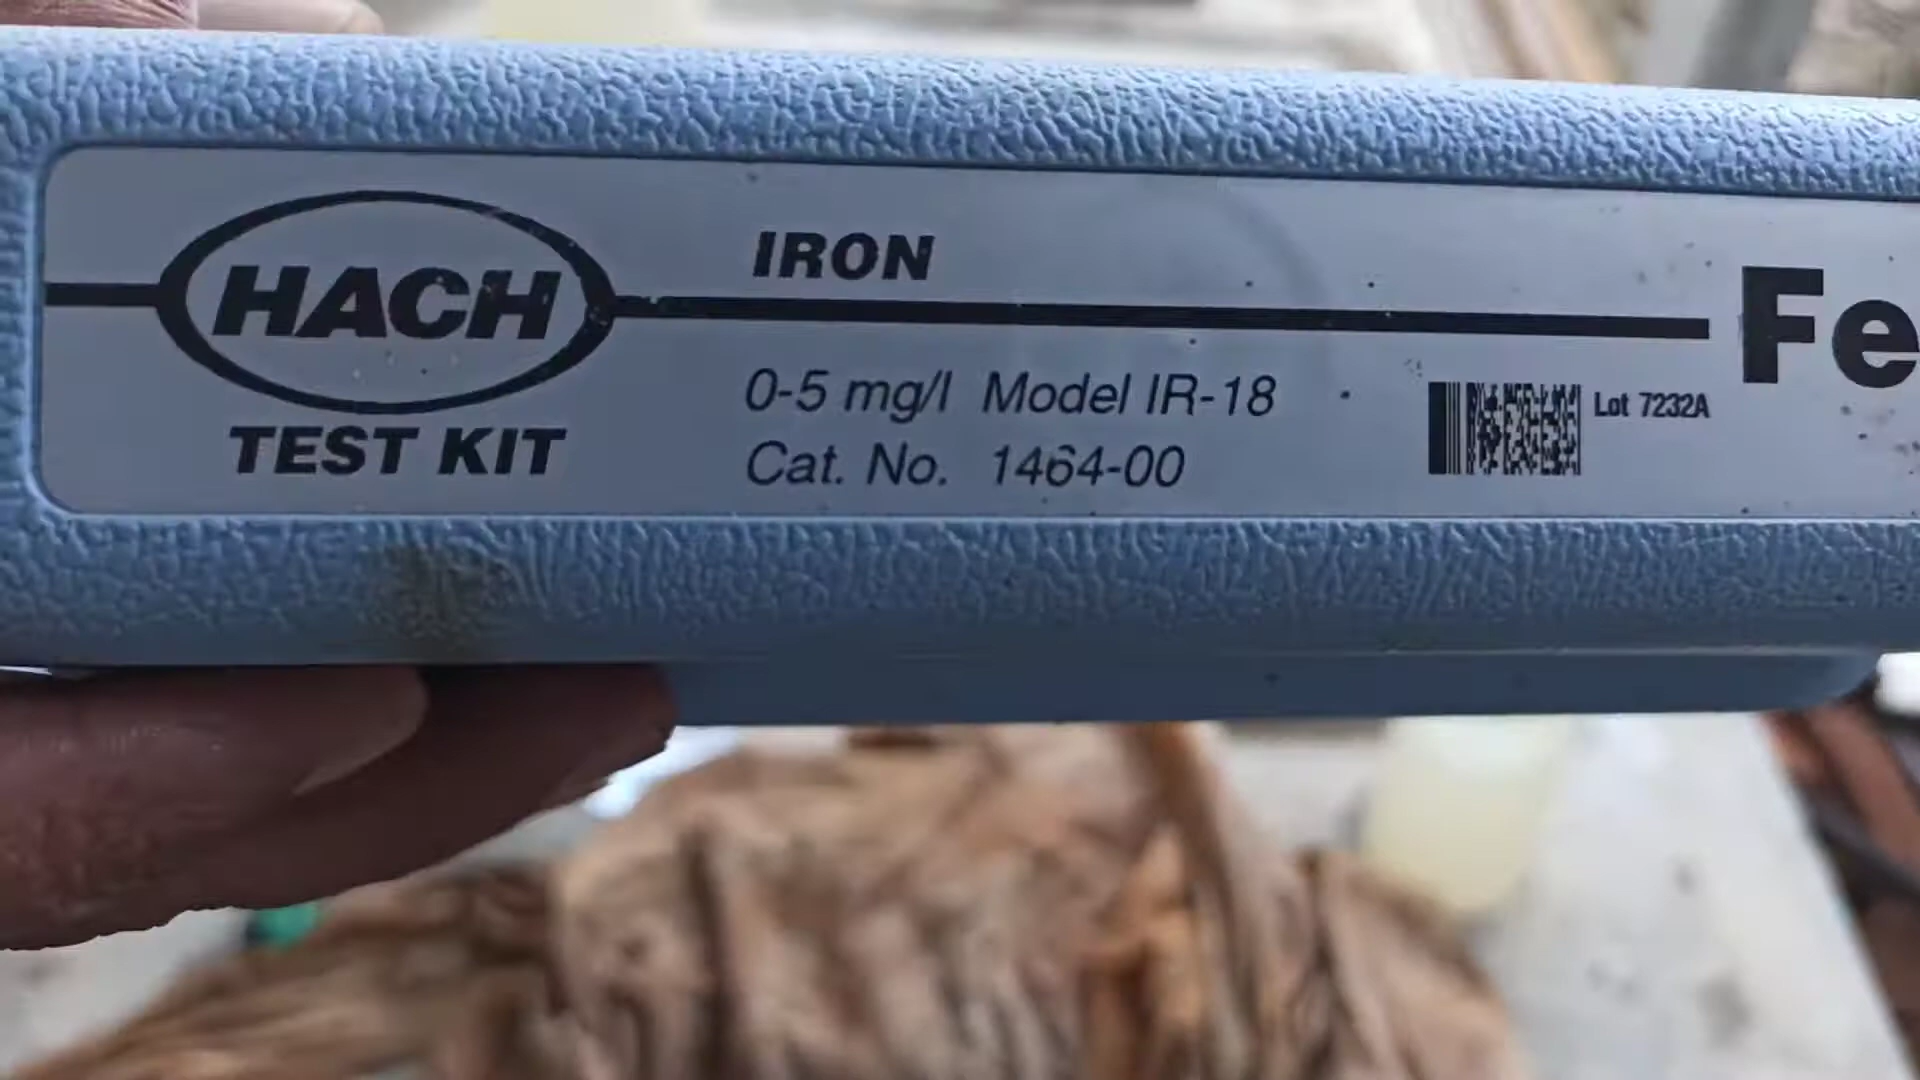 HACH
TEST KIT
IRON
0-5 mg/l Model IR-18
Cat. No. 1464-00
Lot 7232A
Fe